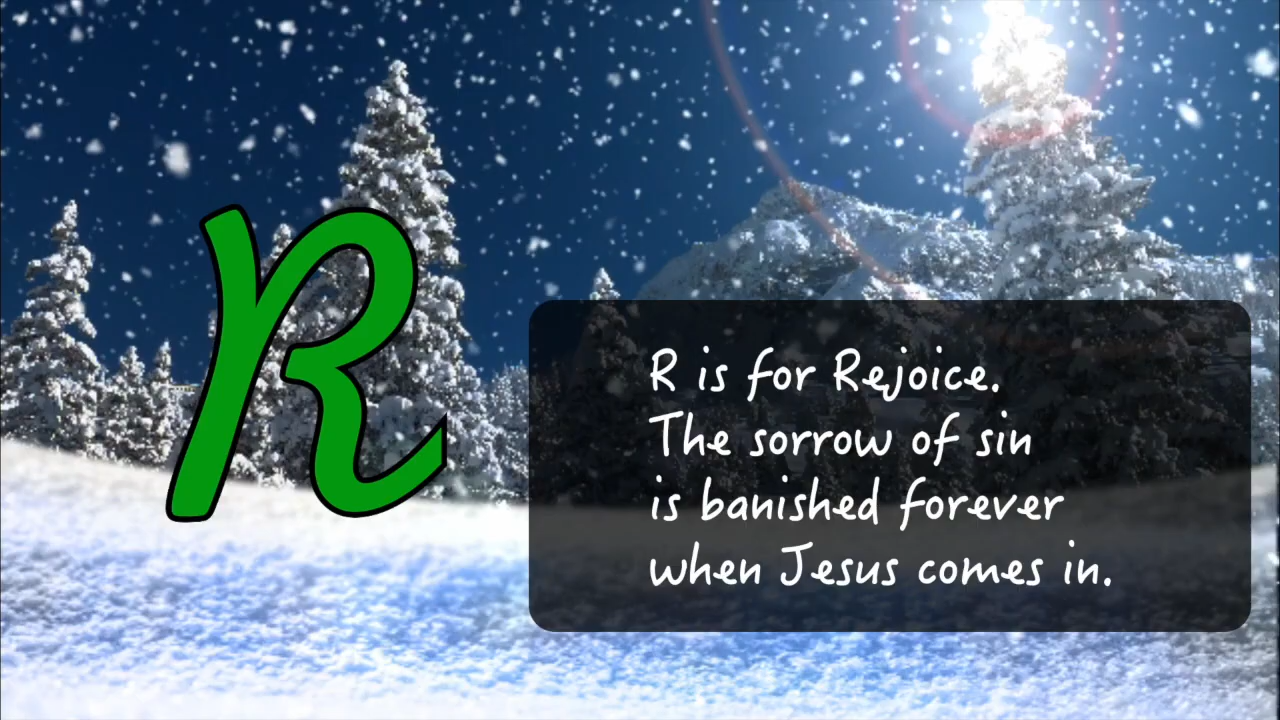 R
R is for Rejoice.
The sorrow of sin
is banished forever
when Jesus comes in.